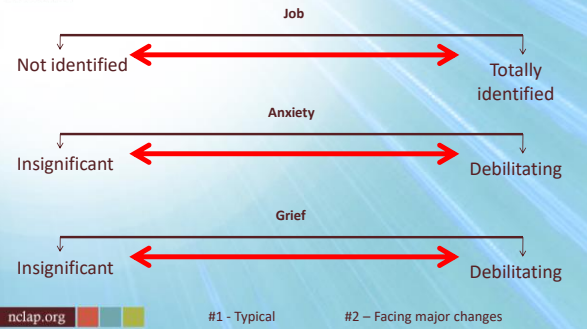 Job
Not identified
Totally
identified
Anxiety
Insignificant
Debilitating
Grief
Insignificant
Debilitating
nclap.org
#1 - Typical
#2 – Facing major changes